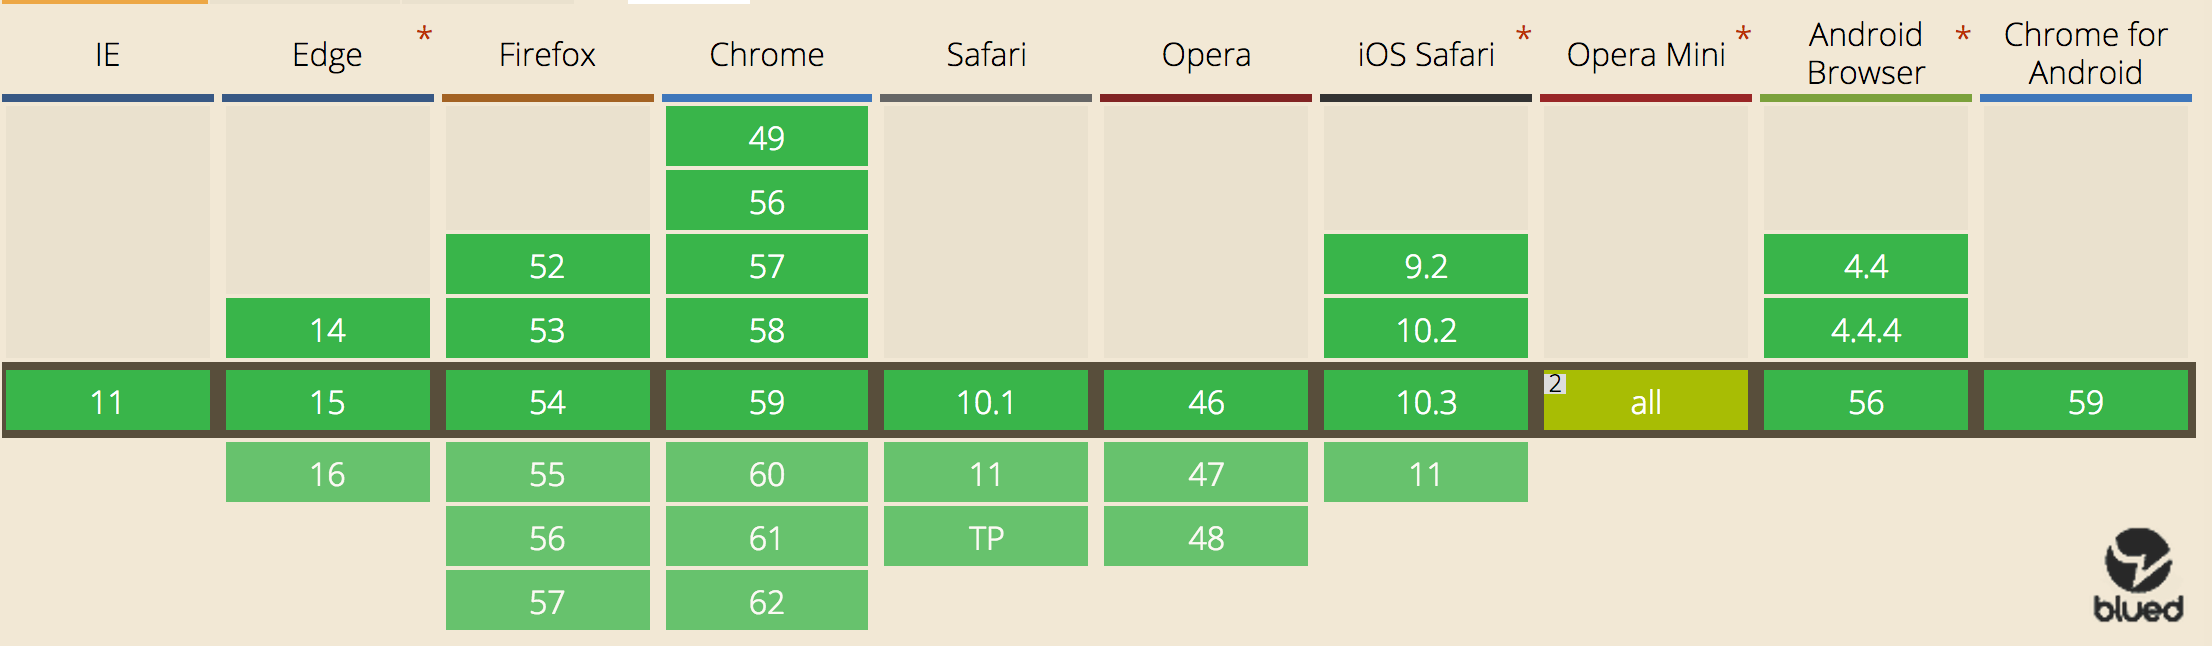 IE Edge * Firefox Chrome Safari Opera iOS Safari * Opera Mini * Android Browser * Chrome for Android
49
56
52 57 9.2 4.4
14 53 58 10.2 4.4.4
11 15 54 59 10.1 46 10.3 2 all 56 59
16 55 60 11 47 11
56 61 TP 48
57 62
blued